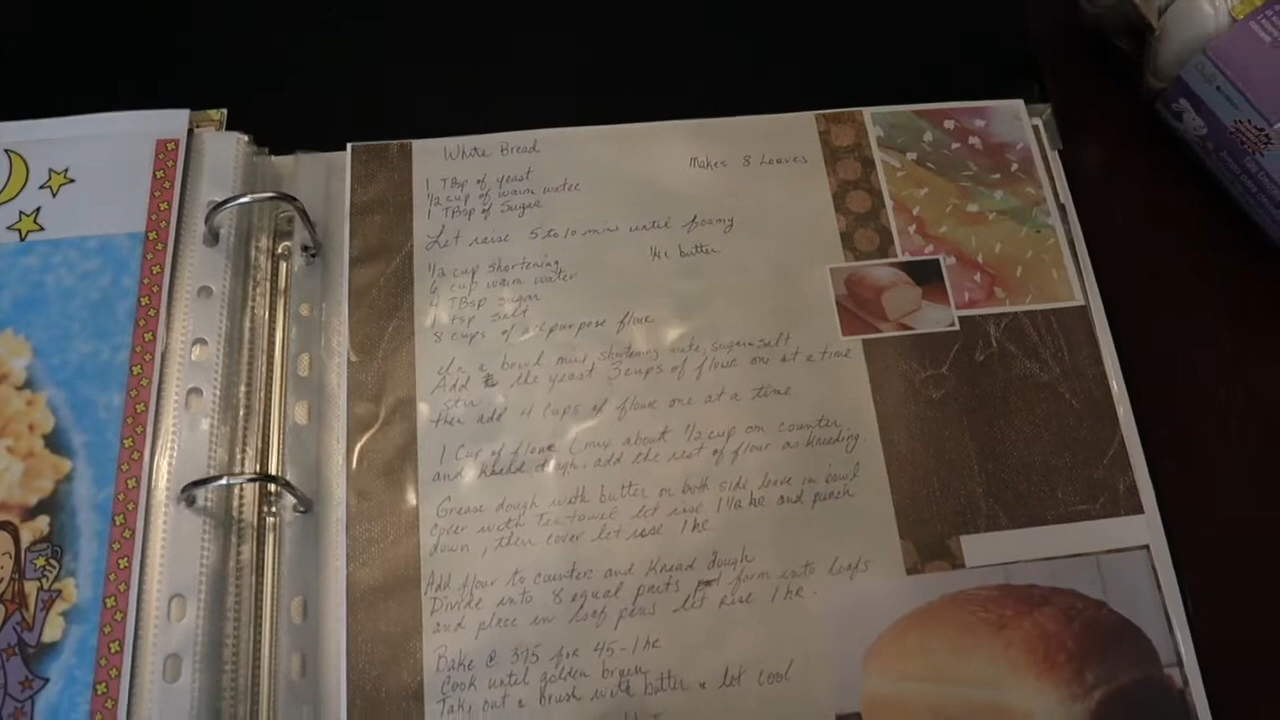 White Bread
Makes 8 Loaves
1 TBsp of yeast
1/2 cup of warm water
1 TBsp of Sugar
Let raise 5 to 10 mins until foamy
1/4 c butter
1/2 cup shortening
6 cup warm water
4 TBsp sugar
1 tsp salt
8 cups of all purpose flour
In a bowl mix, shortening, water, sugar salt
Add the yeast 3 cups of flour one at a time
stir
then add 4 cups of flour one at a time
1 Cup of flour (mix about 1/2 cup on counter
and knead dough, add the rest of flour as kneeding
Grease dough with butter on both side leave in bowl
cover with tea towel let rise 1 1/2 hr and punch
down, then cover let rise 1 hr
Add flour to counter and Knead dough
Divide into 8 equal parts form into loafs
and place in loaf pans let rise 1 hr.
Bake @ 375 for 45-1 hr
Cook until golden brown
Take out & brush with butter & let cool